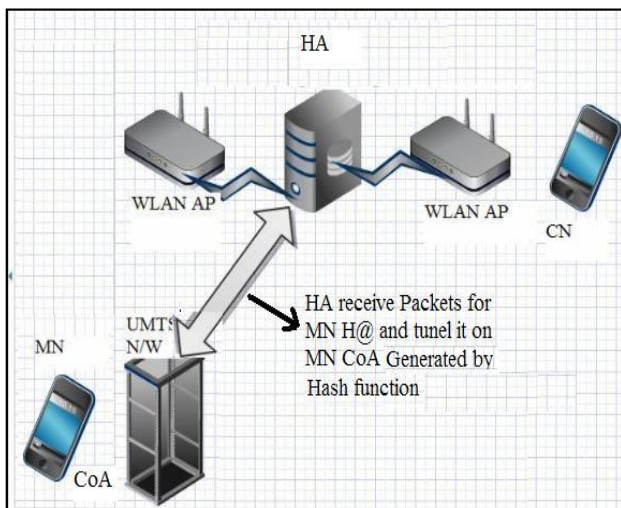 HA
WLAN AP
WLAN AP
CN
HA receive Packets for
MN H@ and tunel it on
MN CoA Generated by
Hash function
UMTS
N/W
MN
CoA